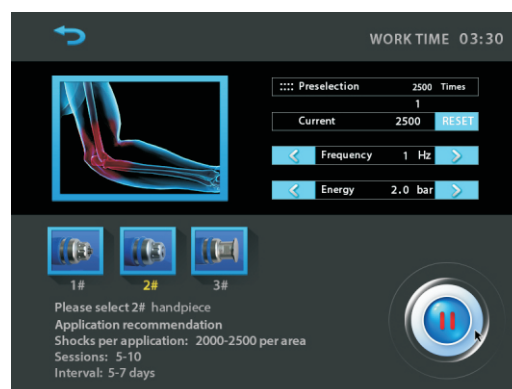 WORK TIME 03:30
:::: Preselection 2500 Times
1
Current 2500 RESET
Frequency 1 Hz
Energy 2.0 bar
1# 2# 3#
Please select 2# handpiece
Application recommendation
Shocks per application: 2000-2500 per area
Sessions: 5-10
Interval: 5-7 days